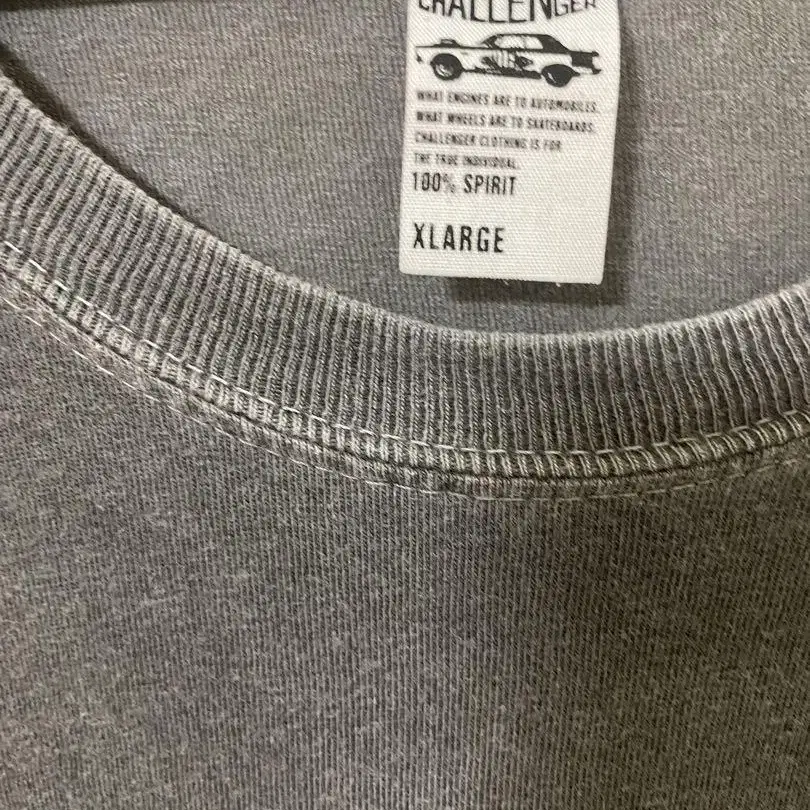 CHALLENGER
WHAT ENGINES ARE TO AUTOMOBILES.
WHAT WHEELS ARE TO SKATEBOARDS.
CHALLENGER CLOTHING IS FOR
THE TRUE INDIVIDUAL.
100% SPIRIT
XLARGE